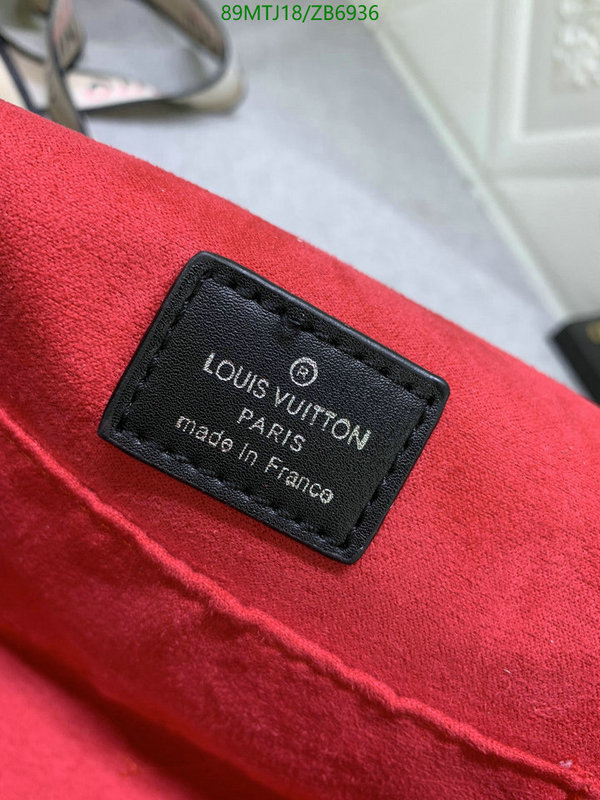 89MTJ18/ZB6936
®
LOUIS VUITTON
PARIS
made in France